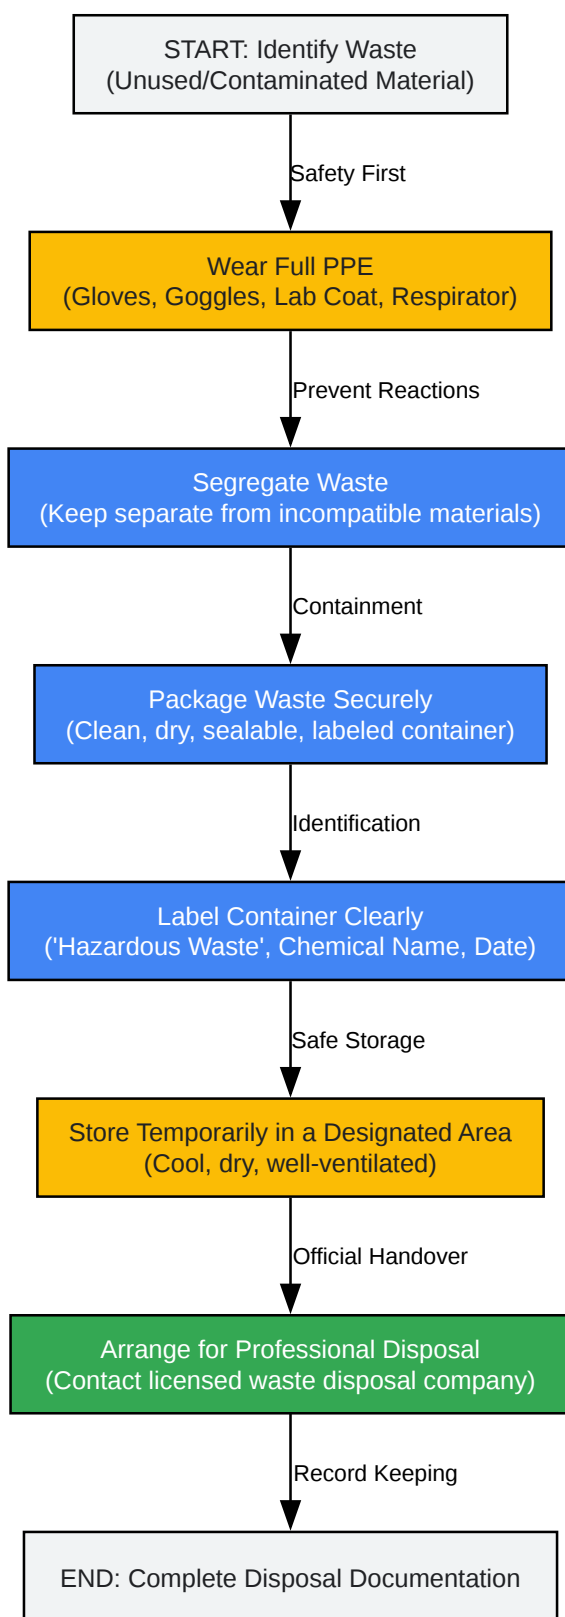 START: Identify Waste
(Unused/Contaminated Material)
Safety First
Wear Full PPE
(Gloves, Goggles, Lab Coat, Respirator)
Prevent Reactions
Segregate Waste
(Keep separate from incompatible materials)
Containment
Package Waste Securely
(Clean, dry, sealable, labeled container)
Identification
Label Container Clearly
('Hazardous Waste', Chemical Name, Date)
Safe Storage
Store Temporarily in a Designated Area
(Cool, dry, well-ventilated)
Official Handover
Arrange for Professional Disposal
(Contact licensed waste disposal company)
Record Keeping
END: Complete Disposal Documentation